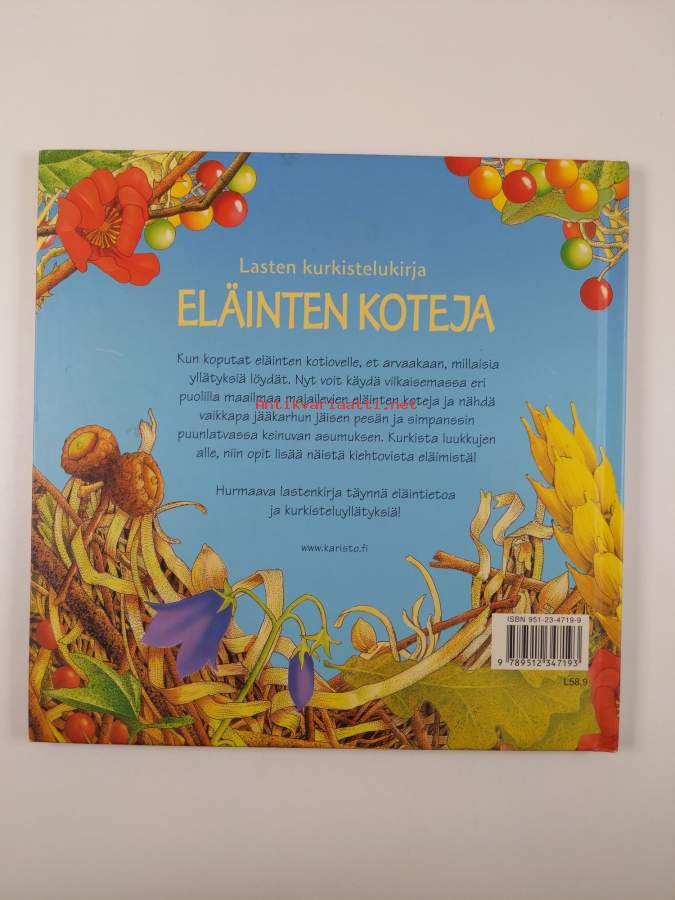 Lasten kurkistelukirja
ELÄINTEN KOTEJA
Kun koputat eläinten kotiovelle, et arvaakaan, millaisia
yllätyksiä löydät. Nyt voit käydä vilkaisemassa eri
puolilla maailmaa majailevien eläinten koteja ja nähdä
Antikvariaatti.net
vaikkapa jääkarhun jäisen pesän ja simpanssin
puunlatvassa keinuvan asumuksen. Kurkista luukkujen
alle, niin opit lisää näistä kiehtovista eläimistä!
Hurmaava lastenkirja täynnä eläintietoa
ja kurkisteluyllätyksiä!
www.karisto.fi
ISBN 951-23-4719-9
9 789512 347193
L58.9